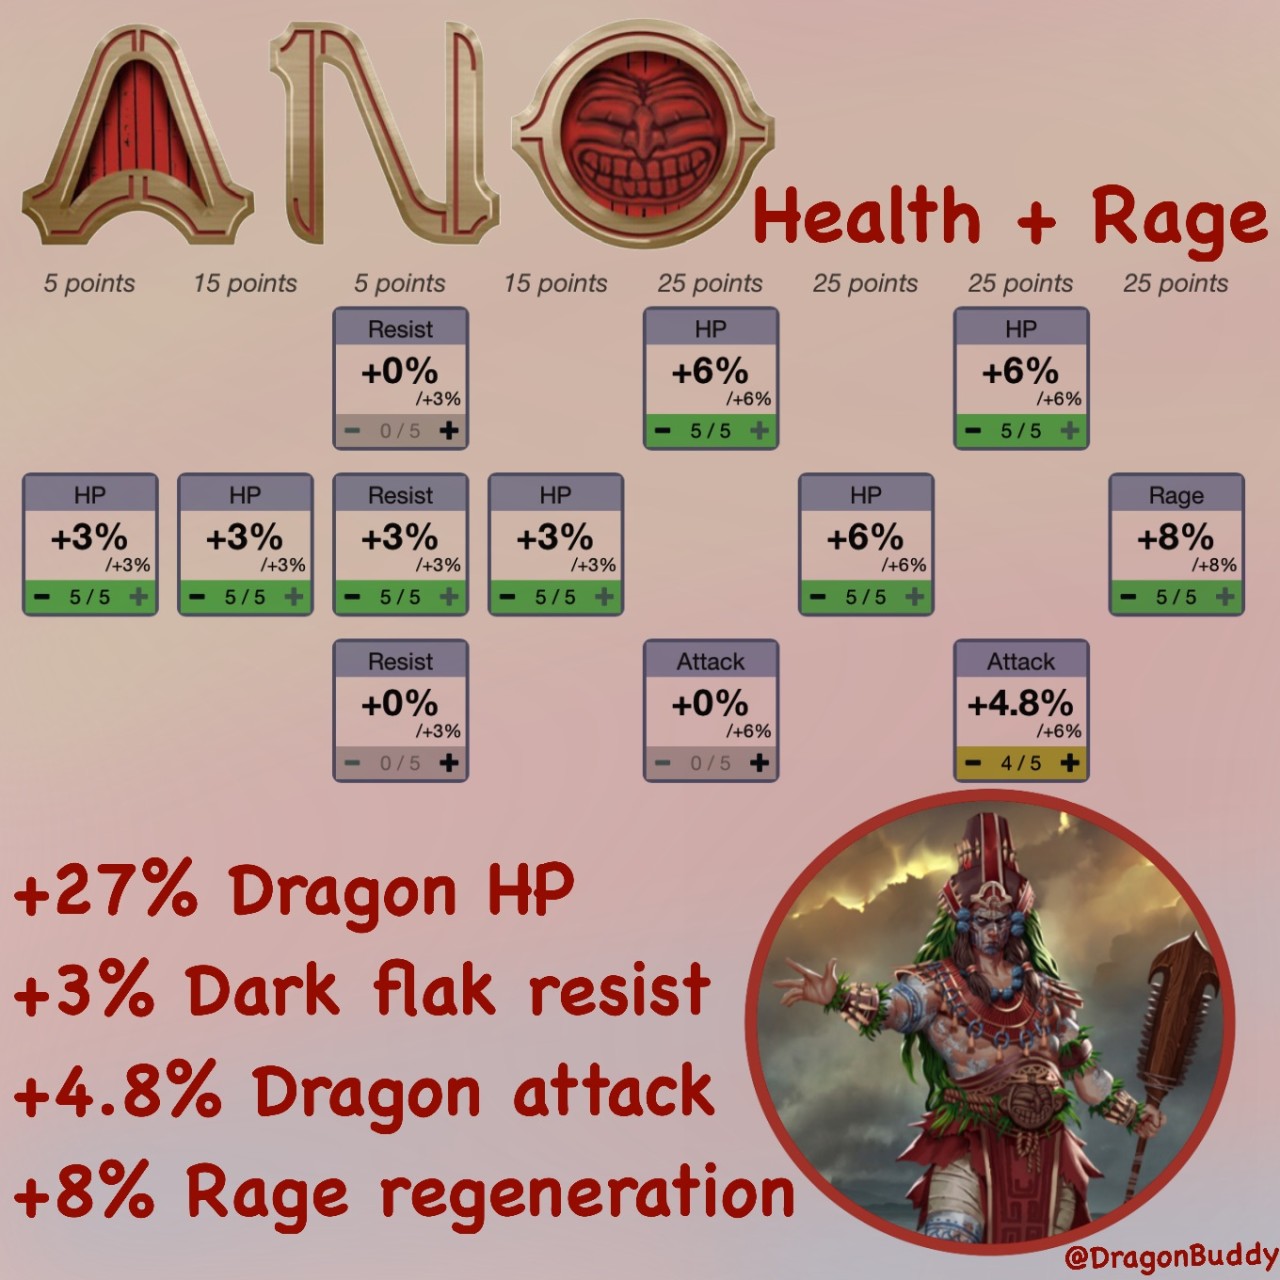 ANO
Health + Rage
5 points 15 points 5 points 15 points 25 points 25 points 25 points 25 points
Resist HP HP
+0% +6% +6%
/+3% /+6% /+6%
− 0 / 5 + − 5 / 5 + − 5 / 5 +
HP HP Resist HP HP Rage
+3% +3% +3% +3% +6% +8%
/+3% /+3% /+3% /+3% /+6% /+8%
− 5 / 5 + − 5 / 5 + − 5 / 5 + − 5 / 5 + − 5 / 5 + − 5 / 5 +
Resist Attack Attack
+0% +0% +4.8%
/+3% /+6% /+6%
− 0 / 5 + − 0 / 5 + − 4 / 5 +
+27% Dragon HP
+3% Dark flak resist
+4.8% Dragon attack
+8% Rage regeneration
@DragonBuddy